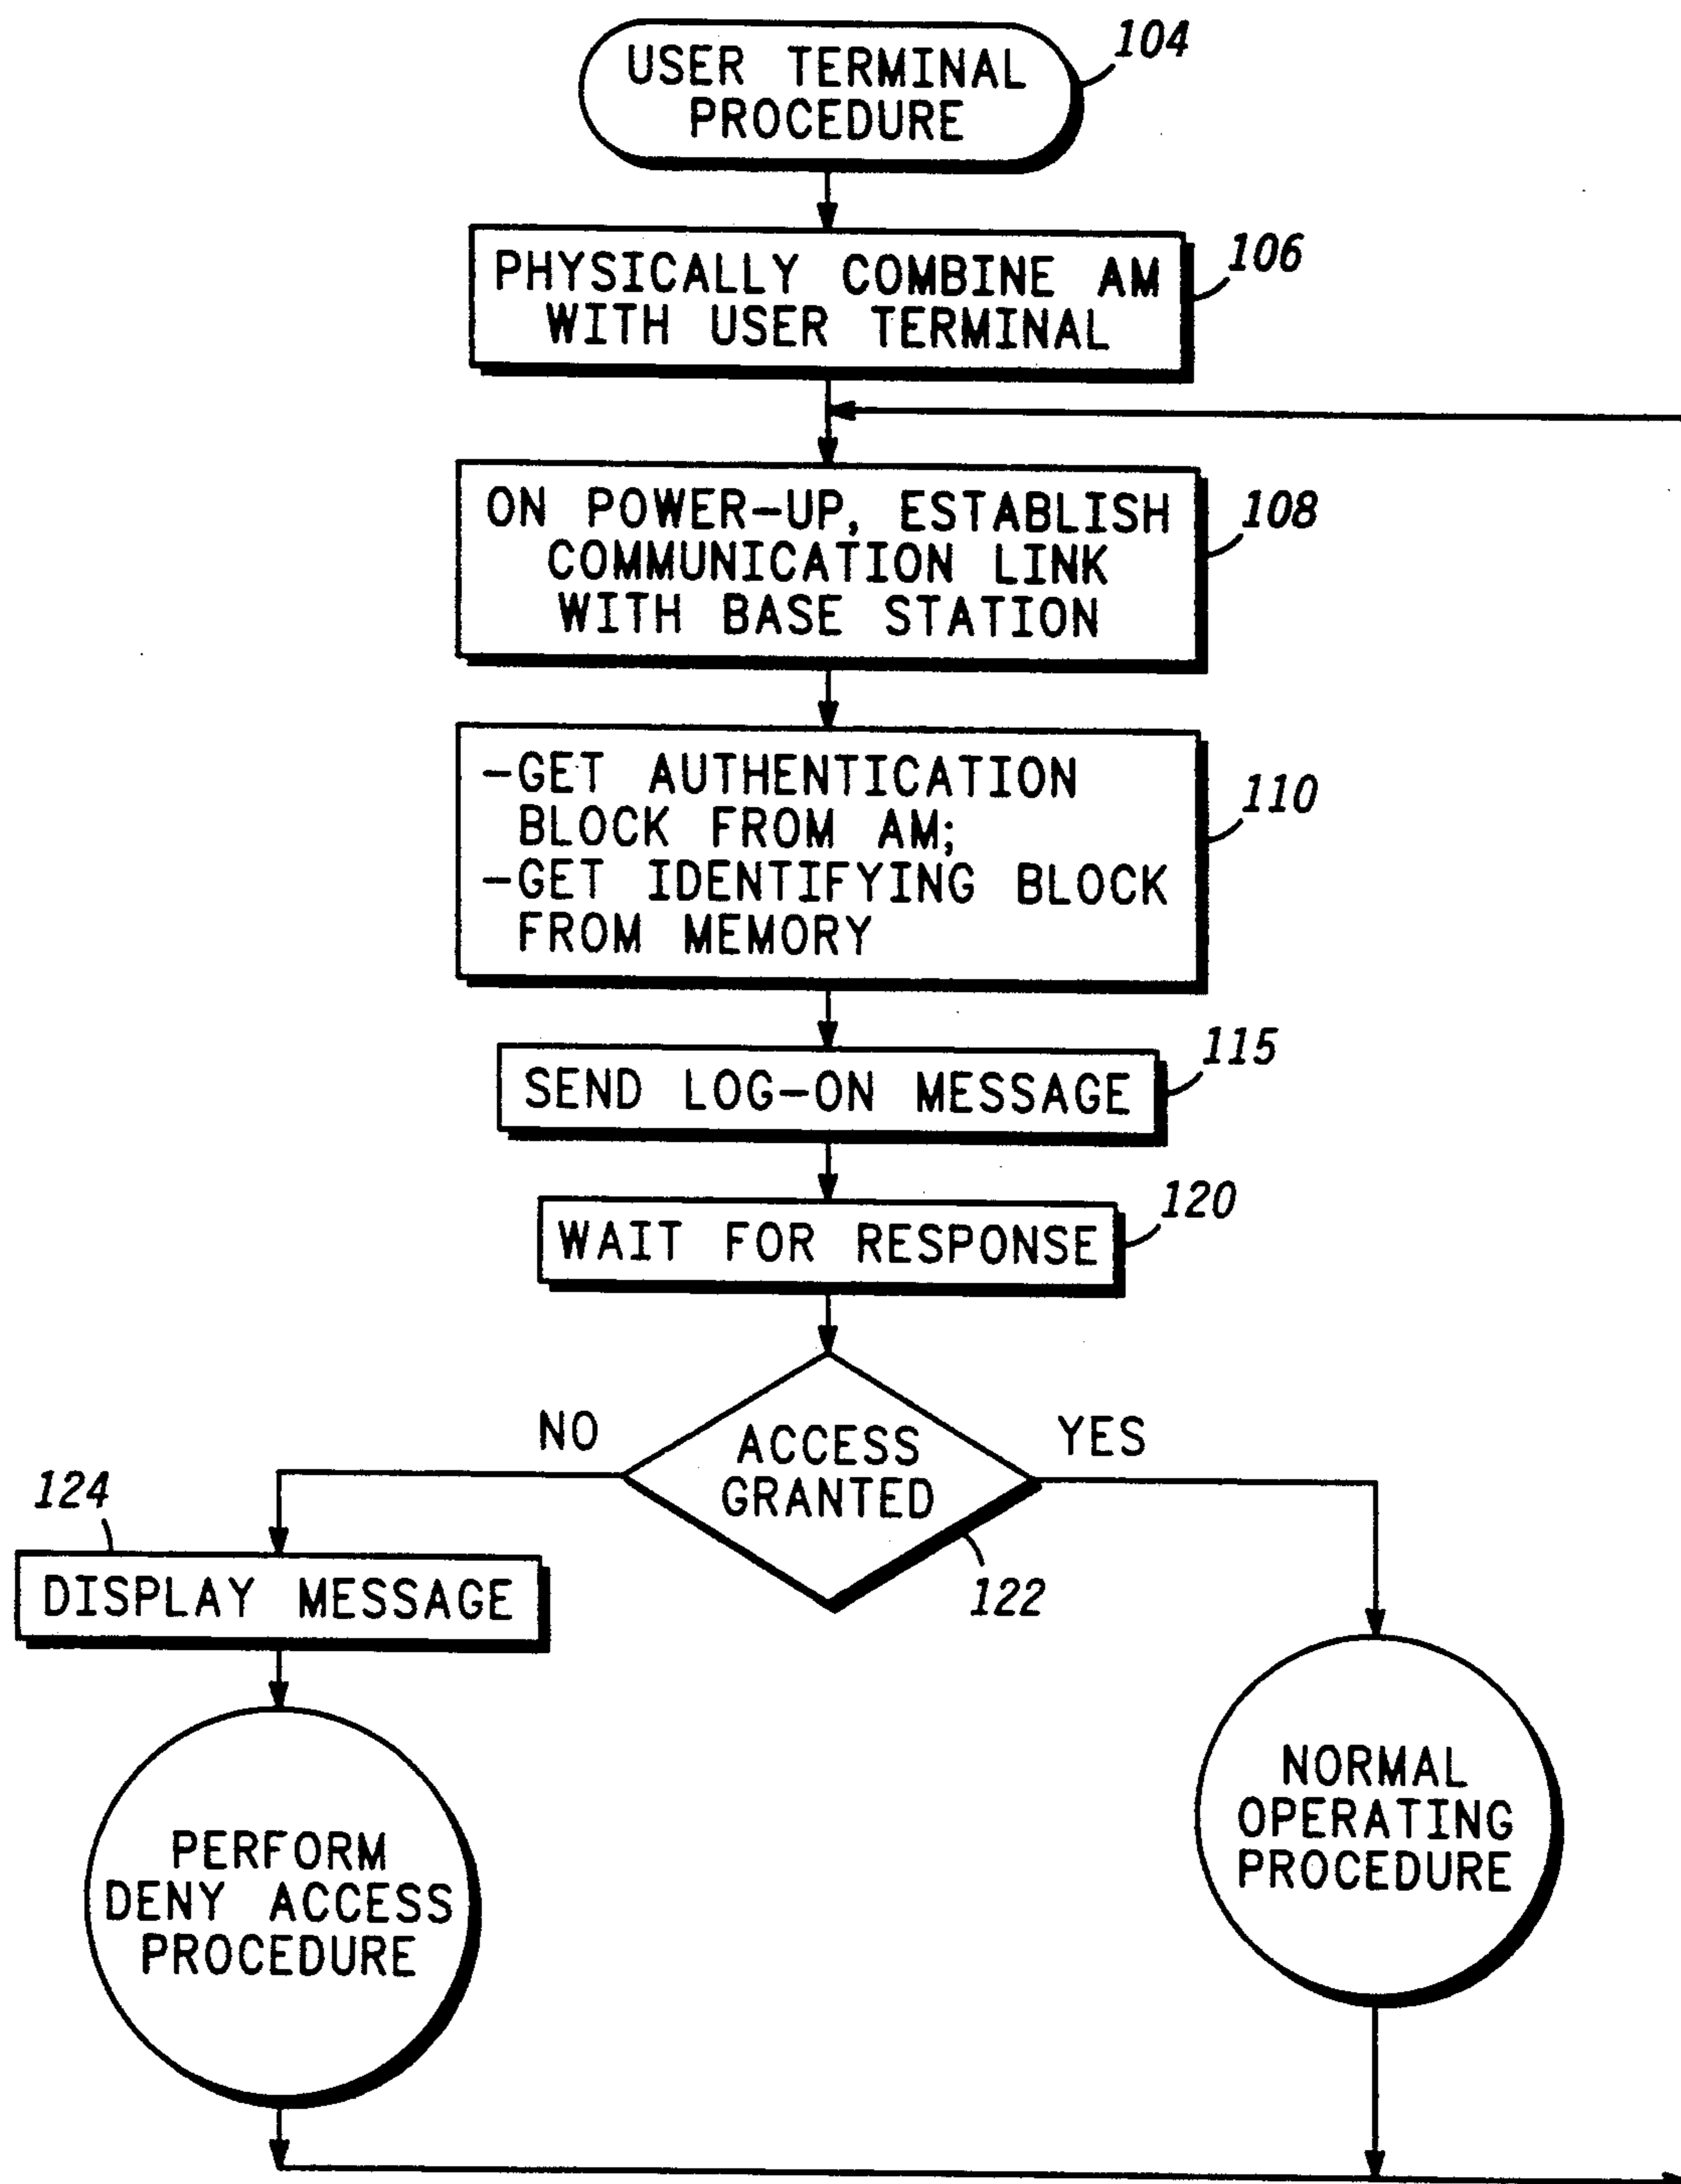 USER TERMINAL
PROCEDURE
104
PHYSICALLY COMBINE AM
WITH USER TERMINAL
106
ON POWER-UP, ESTABLISH
COMMUNICATION LINK
WITH BASE STATION
108
-GET AUTHENTICATION
BLOCK FROM AM;
-GET IDENTIFYING BLOCK
FROM MEMORY
110
SEND LOG-ON MESSAGE
115
WAIT FOR RESPONSE
120
NO
ACCESS
GRANTED
YES
122
124
DISPLAY MESSAGE
PERFORM
DENY ACCESS
PROCEDURE
NORMAL
OPERATING
PROCEDURE